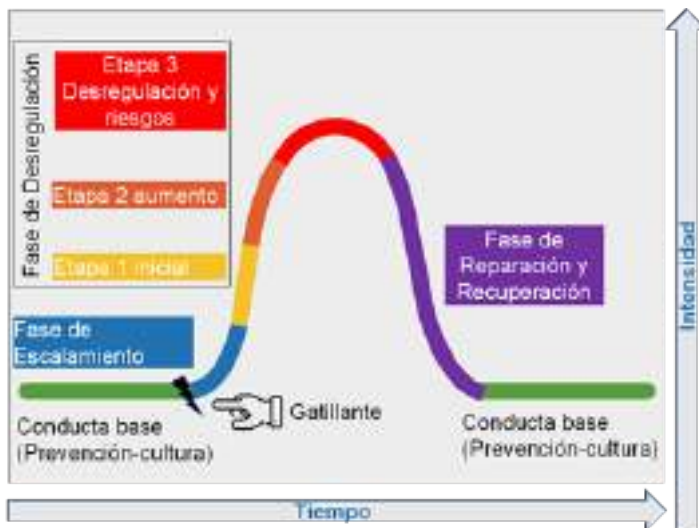 Fase de Desregulación
Etapa 3
Desregulación y
riesgos
Etapa 2 aumento
Etapa 1 inicial
Fase de
Escalamiento
Gatillante
Conducta base
(Prevención-cultura)
Fase de
Reparación y
Recuperación
Conducta base
(Prevención-cultura)
Intensidad
Tiempo